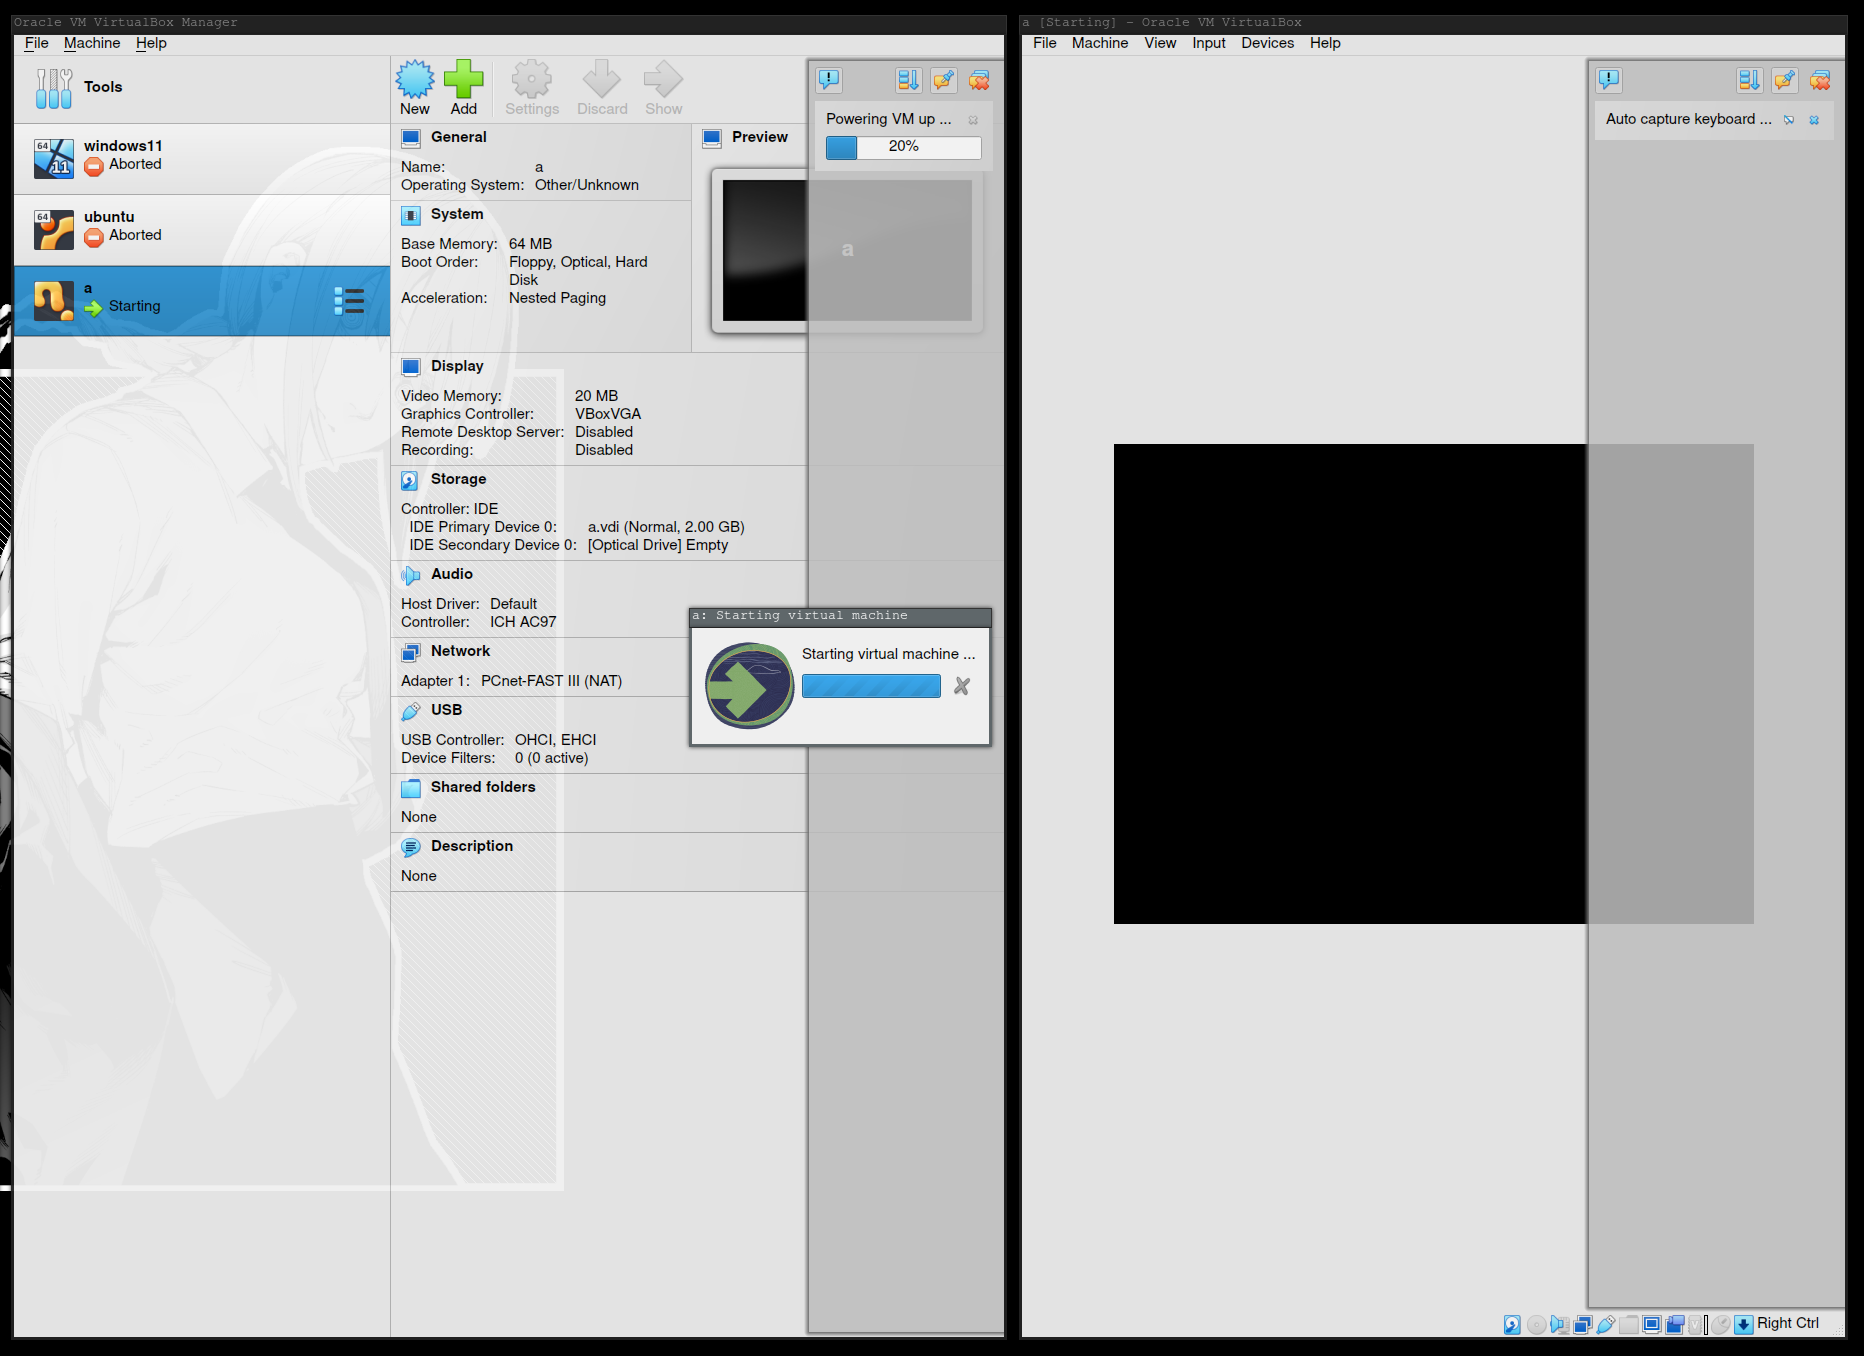 Oracle VM VirtualBox Manager
File Machine Help
Tools
64
windows11
11
Aborted
64
ubuntu
Aborted
a
Starting
New Add Settings Discard Show
General
Name: a
Operating System: Other/Unknown
System
Base Memory: 64 MB
Boot Order: Floppy, Optical, Hard
Disk
Acceleration: Nested Paging
Preview
a
Powering VM up ...
20%
Display
Video Memory: 20 MB
Graphics Controller: VBoxVGA
Remote Desktop Server: Disabled
Recording: Disabled
Storage
Controller: IDE
IDE Primary Device 0: a.vdi (Normal, 2.00 GB)
IDE Secondary Device 0: [Optical Drive] Empty
Audio
Host Driver: Default
Controller: ICH AC97
Network
Adapter 1: PCnet-FAST III (NAT)
USB
USB Controller: OHCI, EHCI
Device Filters: 0 (0 active)
Shared folders
None
Description
None
a: Starting virtual machine
Starting virtual machine ...
a [Starting] - Oracle VM VirtualBox
File Machine View Input Devices Help
Auto capture keyboard ...
Right Ctrl